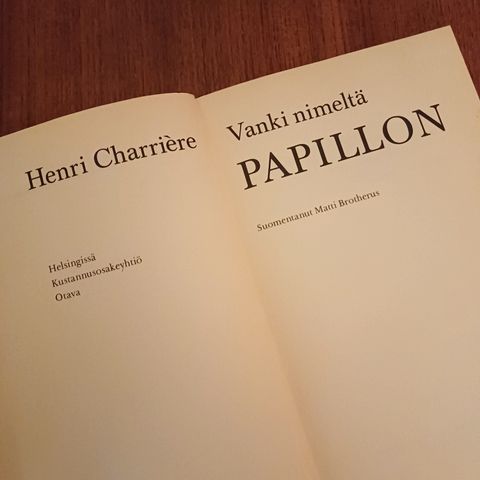 Henri Charrière
Helsingissä
Kustannusosakeyhtiö
Otava
Vanki nimeltä
PAPILLON
Suomentanut Matti Brotherus